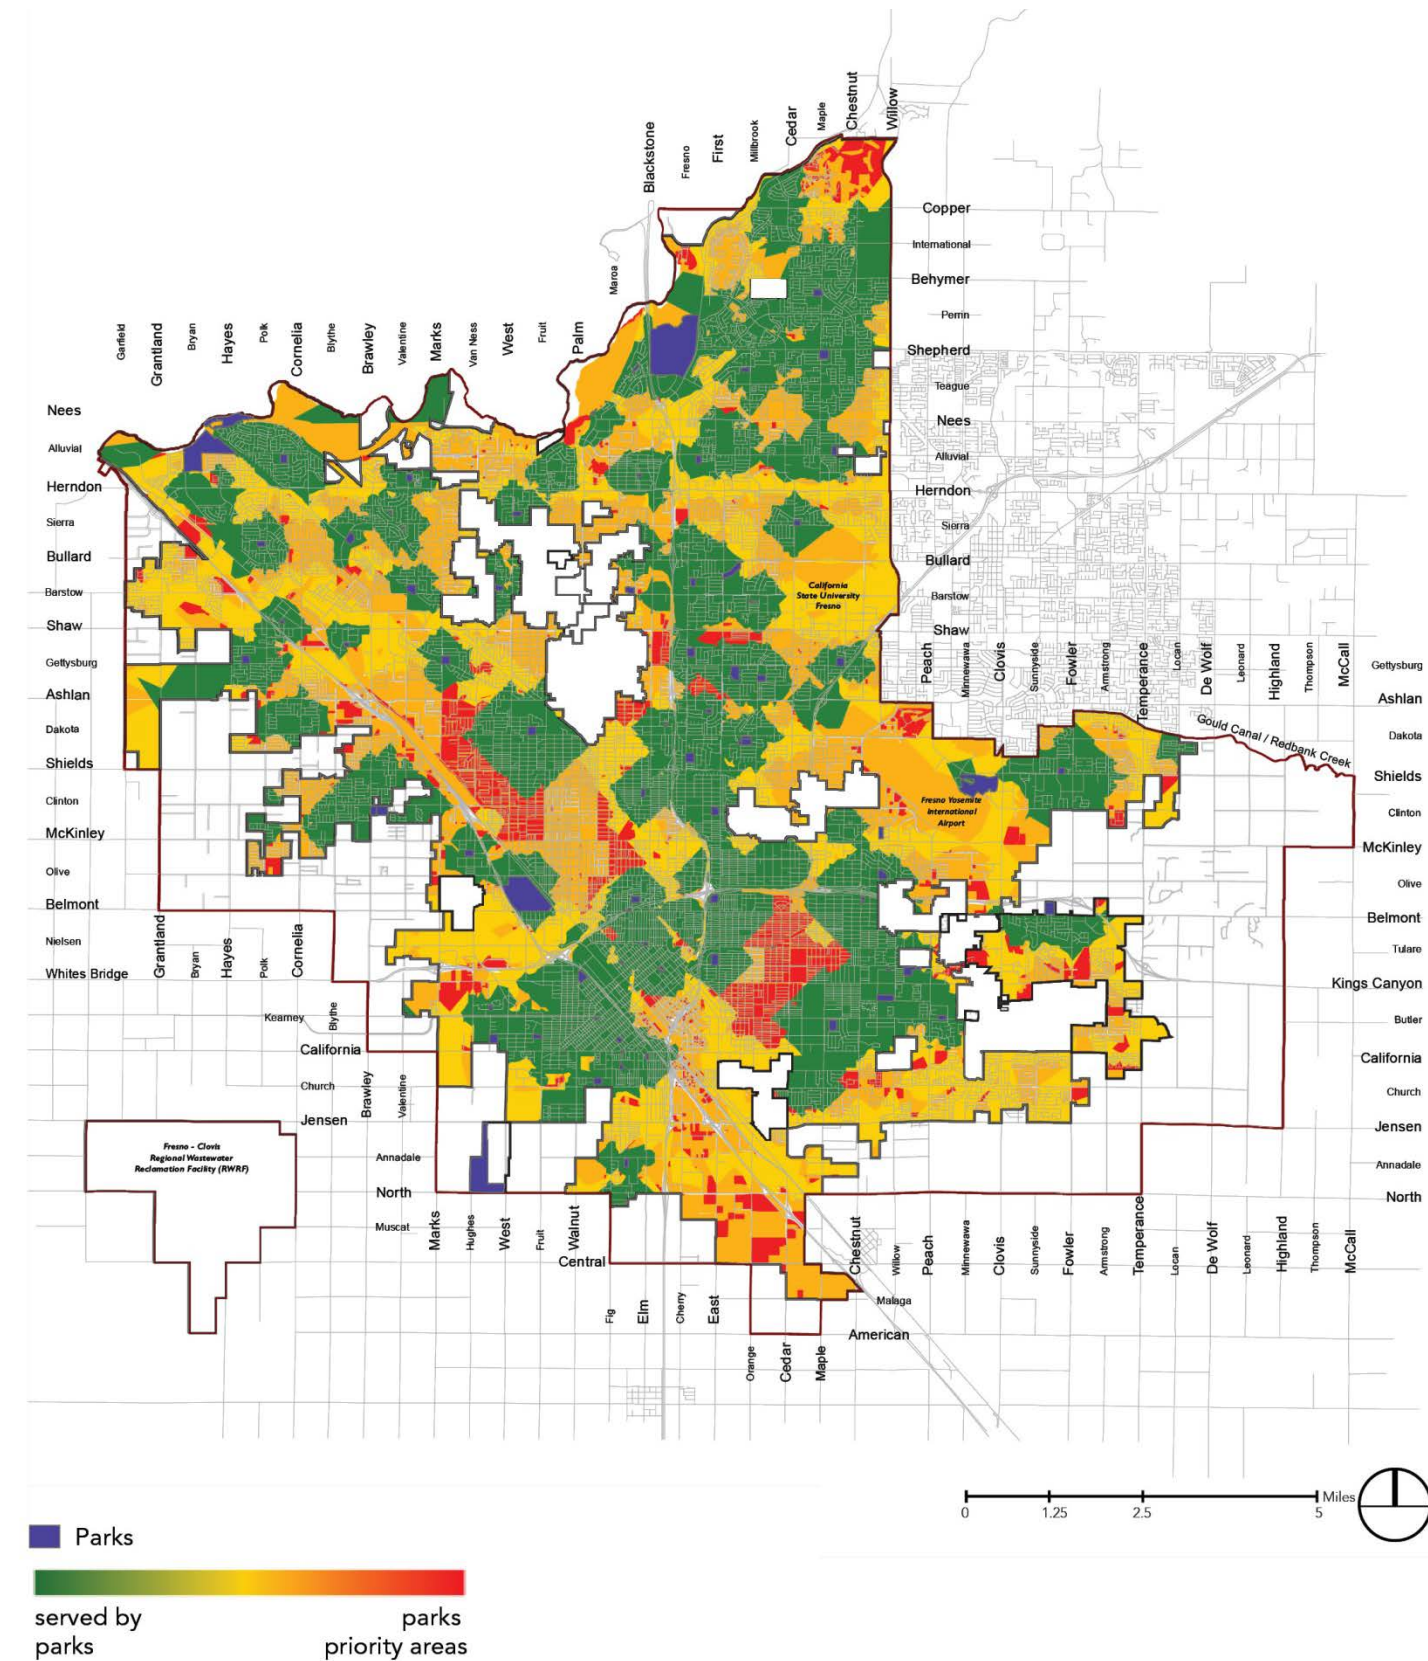 Blackstone
Fresno
First
Millbrook
Cedar
Maple
Chestnut
Willow
Copper
International
Behymer
Perrin
Shepherd
Teague
Nees
Alluvial
Herndon
Sierra
Bullard
Barstow
Shaw
Maroa
Garfield
Grantland
Bryan
Hayes
Polk
Cornelia
Blythe
Brawley
Valentine
Marks
Van Ness
West
Fruit
Palm
Nees
Alluvial
Herndon
Sierra
Bullard
Barstow
Shaw
Gettysburg
Ashlan
Dakota
Shields
Clinton
McKinley
Olive
Belmont
Nielsen
Whites Bridge
Kearney
California
Church
Jensen
Annadale
North
Muscat
Central
California
State University
Fresno
Peach
Minnewawa
Clovis
Sunnyside
Fowler
Armstrong
Temperance
Locan
De Wolf
Leonard
Highland
Thompson
McCall
Gettysburg
Ashlan
Dakota
Shields
Clinton
McKinley
Olive
Belmont
Tulare
Kings Canyon
Butler
California
Church
Jensen
Annadale
North
Gould Canal / Redbank Creek
Fresno Yosemite
International
Airport
Grantland
Bryan
Hayes
Polk
Cornelia
Blythe
Brawley
Valentine
Fresno - Clovis
Regional Wastewater
Reclamation Facility (RWRF)
Marks
Hughes
West
Fruit
Walnut
Fig
Elm
Cherry
East
Orange
Cedar
Maple
Chestnut
Willow
Peach
Minnewawa
Clovis
Sunnyside
Fowler
Armstrong
Temperance
Locan
De Wolf
Leonard
Highland
Thompson
McCall
Malaga
American
Miles
0
1.25
2.5
5
Parks
served by
parks
parks
priority areas